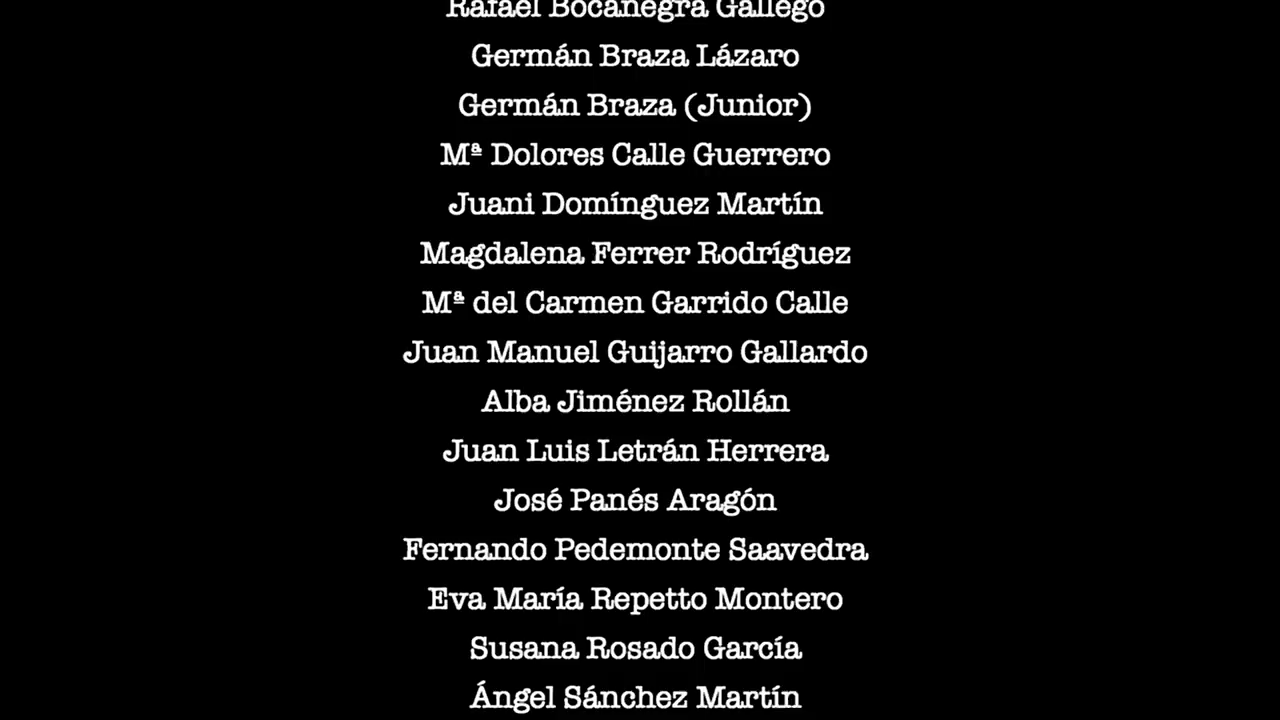 Rafael Bocanegra Gallego
Germán Braza Lázaro
Germán Braza (Junior)
Mª Dolores Calle Guerrero
Juani Domínguez Martín
Magdalena Ferrer Rodríguez
Mª del Carmen Garrido Calle
Juan Manuel Guijarro Gallardo
Alba Jiménez Rollán
Juan Luis Letrán Herrera
José Panés Aragón
Fernando Pedemonte Saavedra
Eva María Repetto Montero
Susana Rosado García
Ángel Sánchez Martín